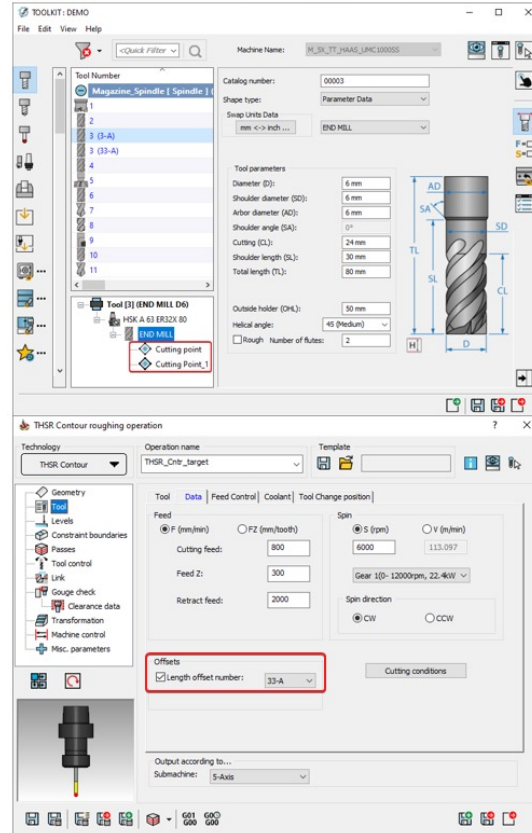 TOOLKIT : DEMO
File Edit View Help
<Quick Filter
Machine Name: M_5X_TT_HAAS_UMC1000SS
Tool Number
Magazine_Spindle [ Spindle ] (
1
2
3 (3-A)
3 (33-A)
4
5
6
7
8
9
10
11
Tool [3] (END MILL D6)
HSK A 63 ER32X 80
END MILL
Cutting point
Cutting Point_1
Catalog number: 00003
Shape type: Parameter Data
Swap Units Data
mm <-> inch ... END MILL
Tool parameters
Diameter (D): 6 mm
Shoulder diameter (SD): 6 mm
Arbor diameter (AD): 6 mm
Shoulder angle (SA): 0°
Cutting (CL): 24 mm
Shoulder length (SL): 30 mm
Total length (TL): 80 mm
Outside holder (OHL): 50 mm
Helical angle: 45 (Medium)
Rough Number of flutes: 2
AD
SA
SD
TL
SL
CL
H
D
THSR Contour roughing operation ? X
Technology
THSR Contour
Operation name
THSR_Cntr_target
Template
Geometry
Tool
Levels
Constraint boundaries
Passes
Tool control
Link
Gouge check
Clearance data
Transformation
Machine control
Misc. parameters
Tool Data Feed Control Coolant Tool Change position
Feed
F (mm/min) FZ (mm/tooth)
Cutting feed: 800
Feed Z: 300
Retract feed: 2000
Spin
S (rpm) V (m/min)
6000 113.097
Gear 1(0- 12000rpm, 22.4kW
Spin direction
CW CCW
Offsets
Length offset number: 33-A
Cutting conditions
Output according to...
Submachine: 5-Axis
G01 G00
G00 G00